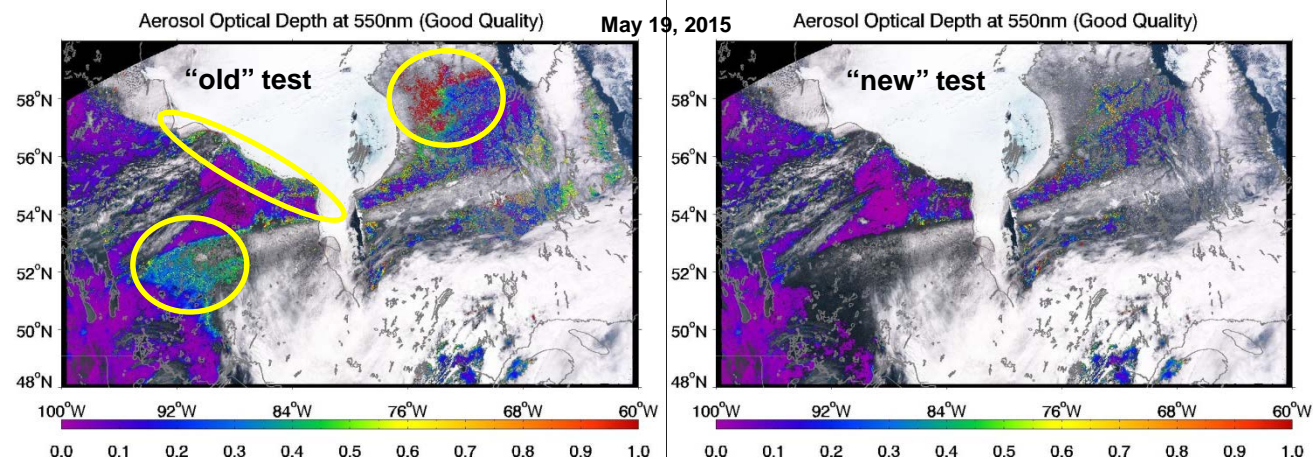 May 19, 2015
Aerosol Optical Depth at 550nm (Good Quality)
“old” test
58°N
56°N
54°N
52°N
50°N
48°N
100°W 92°W 84°W 76°W 68°W 60°W
0.0 0.1 0.2 0.3 0.4 0.5 0.6 0.7 0.8 0.9 1.0
Aerosol Optical Depth at 550nm (Good Quality)
“new” test
58°N
56°N
54°N
52°N
50°N
48°N
100°W 92°W 84°W 76°W 68°W 60°W
0.0 0.1 0.2 0.3 0.4 0.5 0.6 0.7 0.8 0.9 1.0